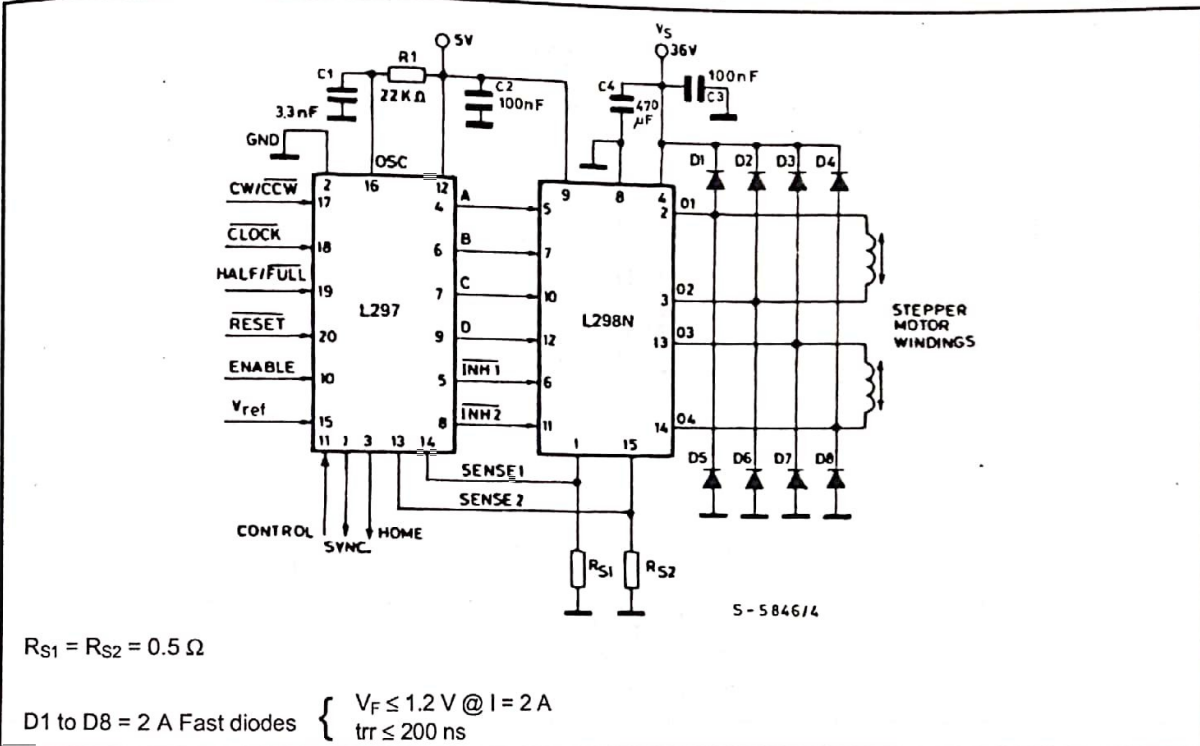 5V
Vs
36V
R1
C1
22KΩ
C2
100nF
3.3nF
C4
470
µF
100nF
C3
GND
OSC
2
16
12
9
8
4
D1
D2
D3
D4
CW/CCW
17
4
A
5
2
01
CLOCK
18
6
B
7
HALF/FULL
19
7
C
10
3
02
L297
L298N
STEPPER
MOTOR
WINDINGS
RESET
20
9
D
12
13
03
ENABLE
10
5
INH1
6
Vref
15
8
INH2
11
14
04
11
1
3
13
14
1
15
D5
D6
D7
D8
SENSE1
SENSE2
CONTROL
SYNC
HOME
RS1
RS2
S-5846/4
RS1 = RS2 = 0.5 Ω
D1 to D8 = 2 A Fast diodes {
VF ≤ 1.2 V @ I = 2 A
trr ≤ 200 ns